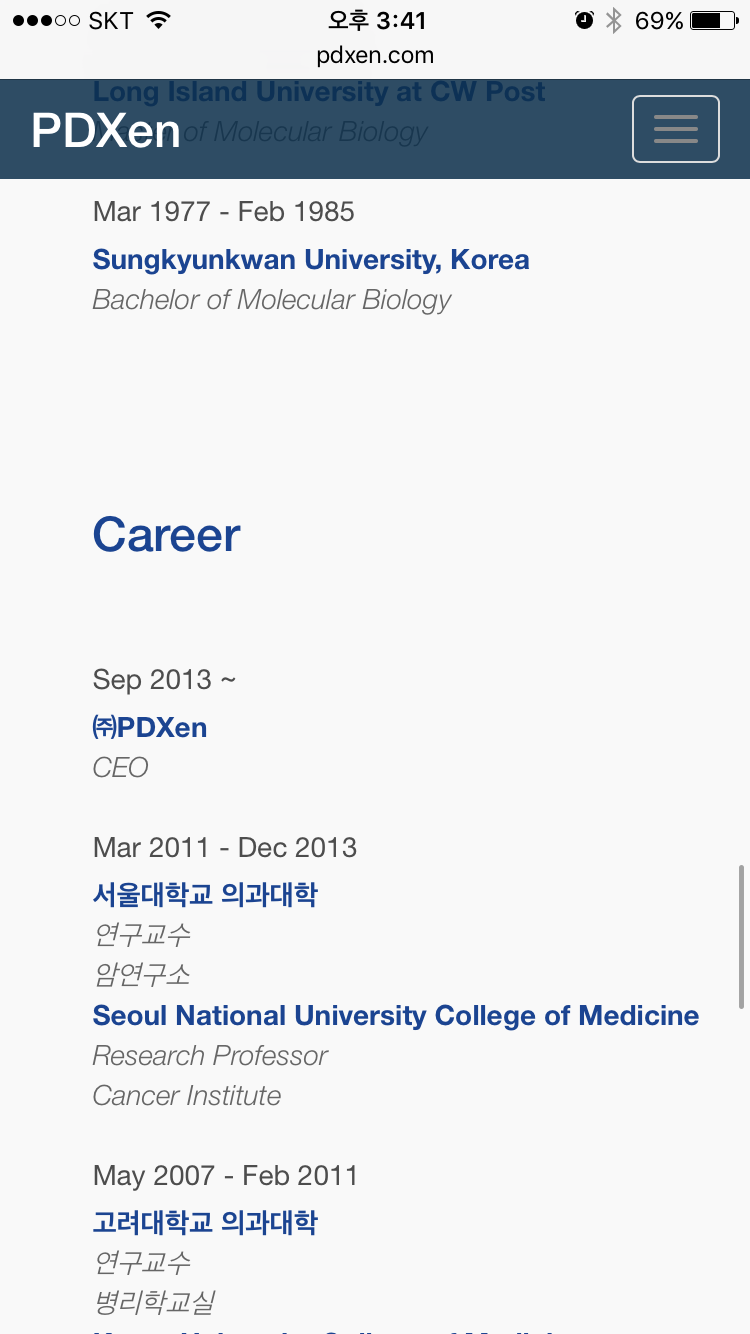 SKT 오후 3:41 69%
pdxen.com
Long Island University at CW Post
PDXen of Molecular Biology
Mar 1977 - Feb 1985
Sungkyunkwan University, Korea
Bachelor of Molecular Biology
Career
Sep 2013 ~
㈜PDXen
CEO
Mar 2011 - Dec 2013
서울대학교 의과대학
연구교수
암연구소
Seoul National University College of Medicine
Research Professor
Cancer Institute
May 2007 - Feb 2011
고려대학교 의과대학
연구교수
병리학교실